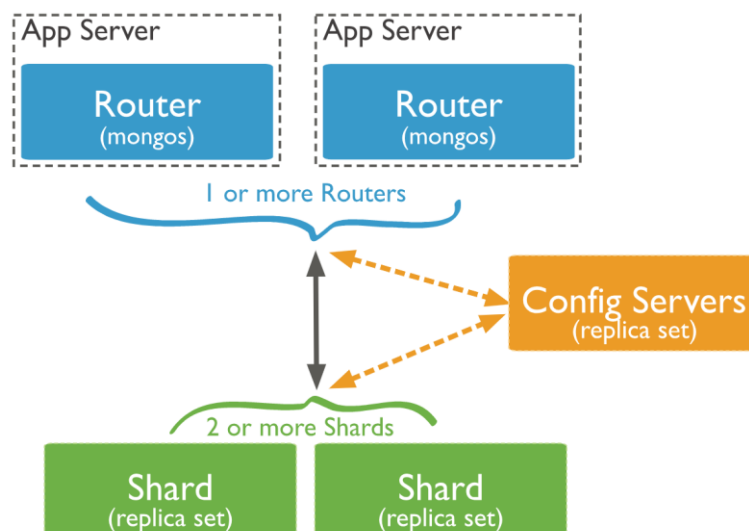 App Server
App Server
Router
(mongos)
Router
(mongos)
1 or more Routers
Config Servers
(replica set)
2 or more Shards
Shard
(replica set)
Shard
(replica set)